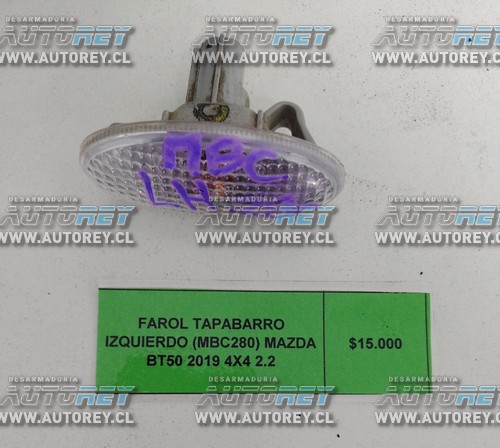 DESARMADURIA
AUTOREY
WWW.AUTOREY.CL
MBC
LH
FAROL TAPABARRO
IZQUIERDO (MBC280) MAZDA
BT50 2019 4X4 2.2
$15.000